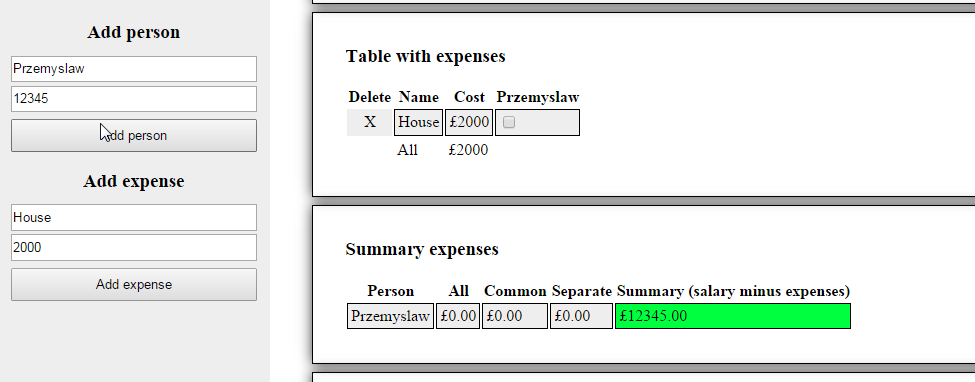 Add person
Przemyslaw
12345
Add person
Add expense
House
2000
Add expense
Table with expenses
Delete Name Cost Przemyslaw
X House £2000
All £2000
Summary expenses
Person All Common Separate Summary (salary minus expenses)
Przemyslaw £0.00 £0.00 £0.00 £12345.00